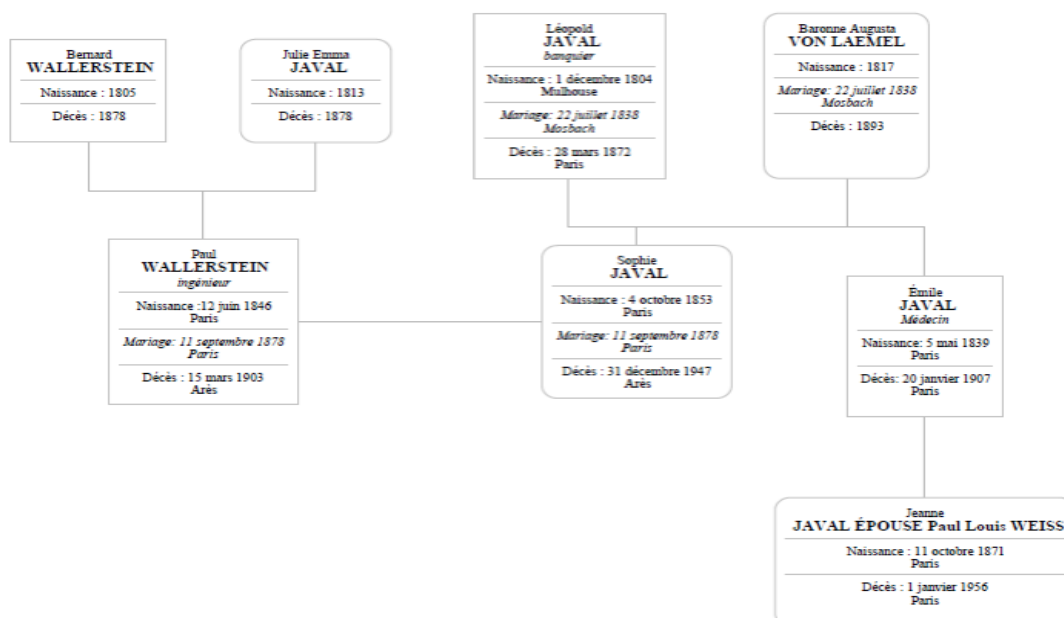 Bernard
WALLERSTEIN
Naissance : 1805
Décès : 1878
Julie Emma
JAVAL
Naissance : 1813
Décès : 1878
Léopold
JAVAL
banquier
Naissance : 1 décembre 1804
Mulhouse
Mariage: 22 juillet 1838
Mosbach
Décès : 28 mars 1872
Paris
Baronne Augusta
VON LAEMEL
Naissance : 1817
Mariage: 22 juillet 1838
Mosbach
Décès : 1893
Paul
WALLERSTEIN
ingénieur
Naissance :12 juin 1846
Paris
Mariage: 11 septembre 1878
Paris
Décès : 15 mars 1903
Arès
Sophie
JAVAL
Naissance : 4 octobre 1853
Paris
Mariage: 11 septembre 1878
Paris
Décès : 31 décembre 1947
Arès
Émile
JAVAL
Médecin
Naissance: 5 mai 1839
Paris
Décès: 20 janvier 1907
Paris
Jeanne
JAVAL ÉPOUSE Paul Louis WEISS
Naissance : 11 octobre 1871
Paris
Décès : 1 janvier 1956
Paris